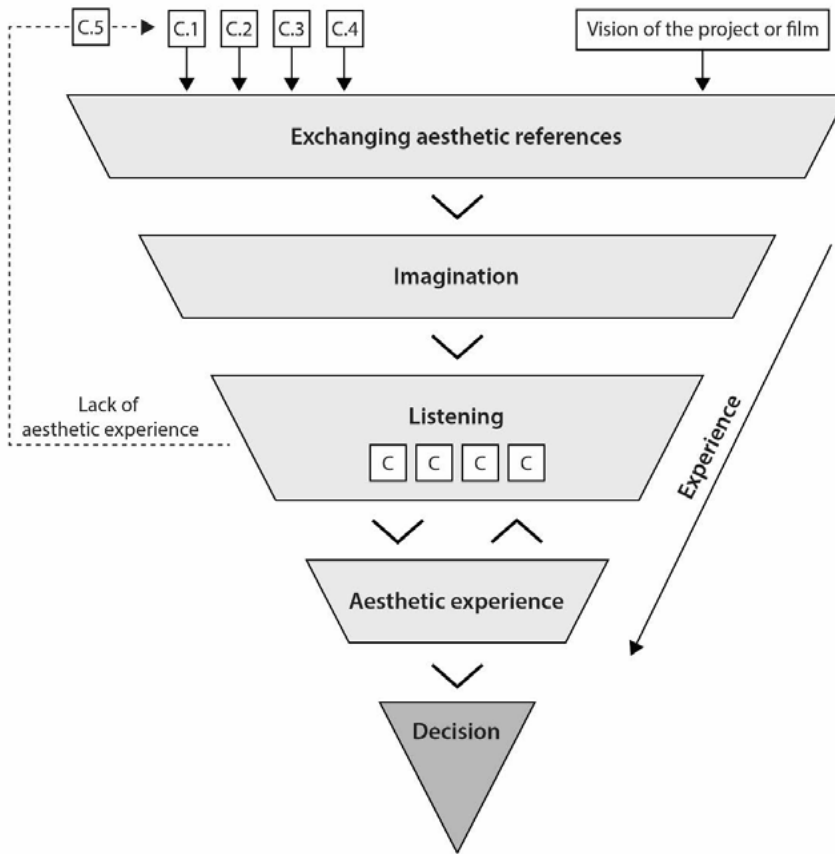 C.5
C.1
C.2
C.3
C.4
Vision of the project or film
Exchanging aesthetic references
Imagination
Lack of
aesthetic experience
Listening
C
C
C
C
Experience
Aesthetic experience
Decision